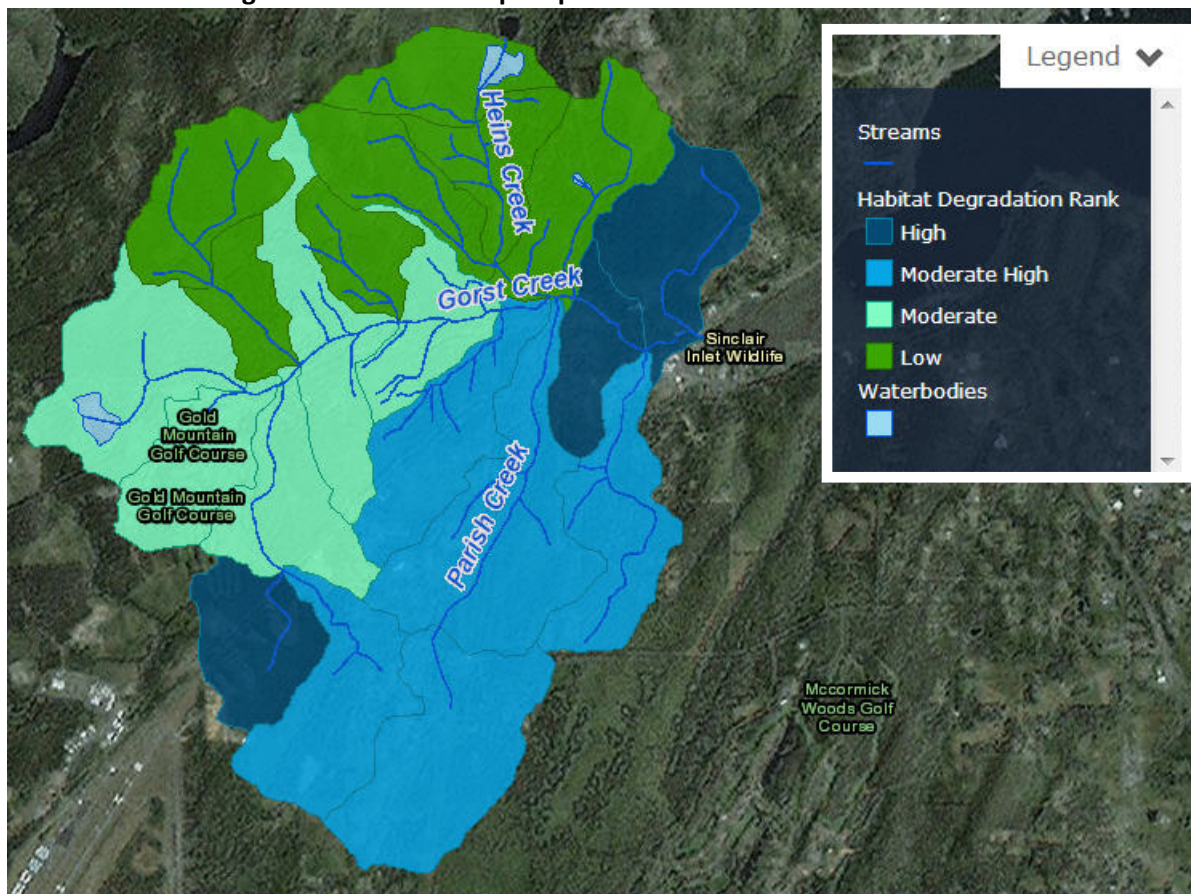 Heins Creek
Gorst Creek
Sinclair
Inlet Wildlife
Gold
Mountain
Golf Course
Gold Mountain
Golf Course
Parish Creek
Mccormick
Woods Golf
Course
Legend
Streams
Habitat Degradation Rank
High
Moderate High
Moderate
Low
Waterbodies